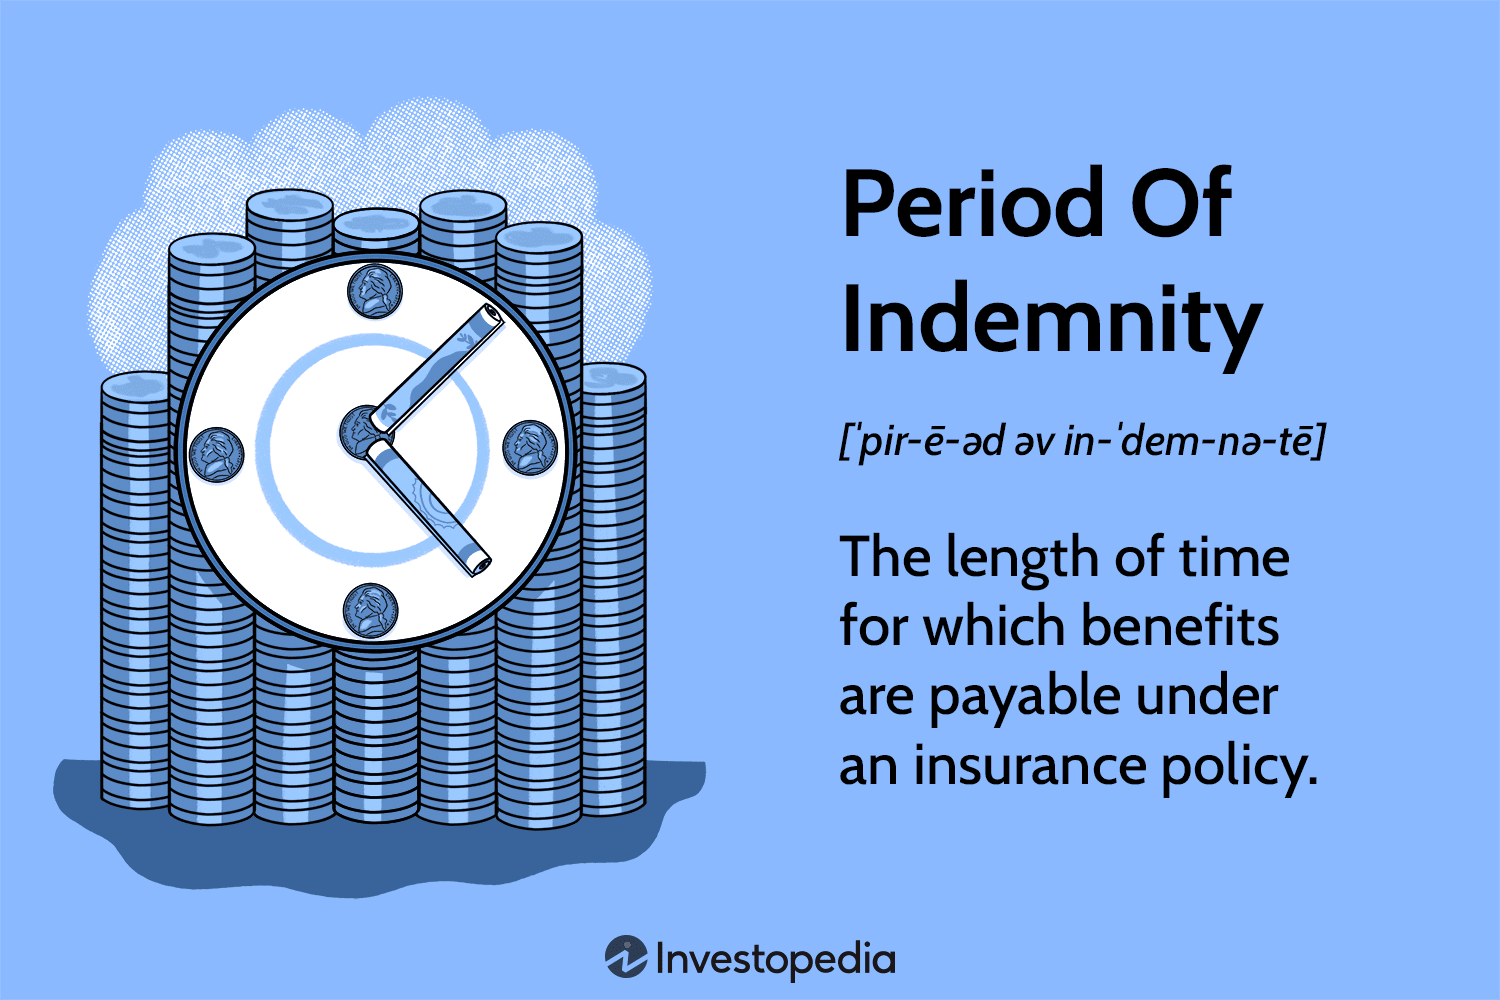 Period Of
Indemnity
[ˈpir-ē-əd əv in-ˈdem-nə-tē]
The length of time
for which benefits
are payable under
an insurance policy.
Investopedia